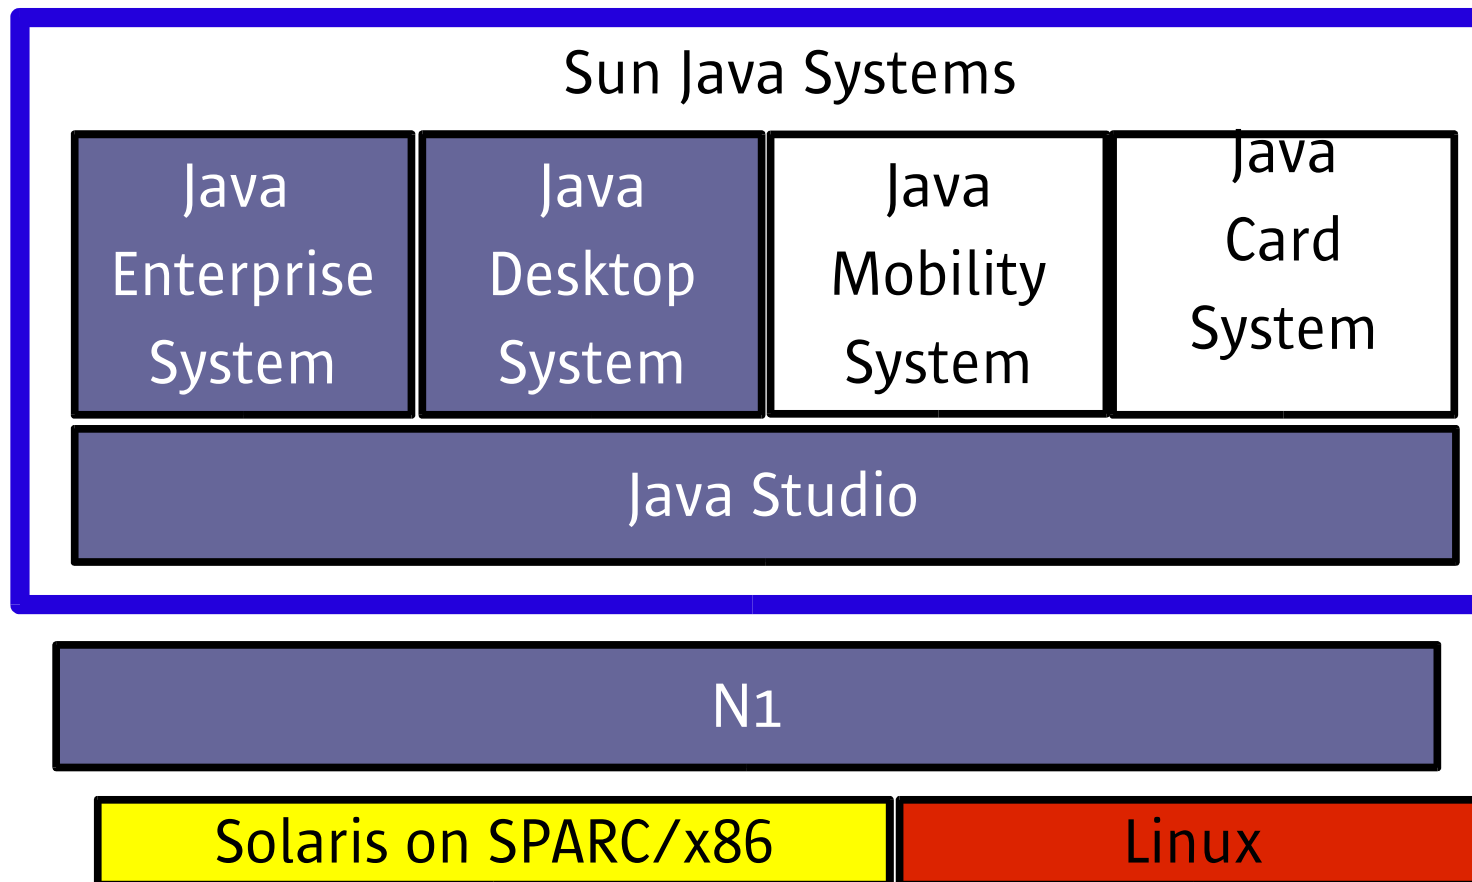 Sun Java Systems
Java
Enterprise
System
Java
Desktop
System
Java
Mobility
System
Java
Card
System
Java Studio
N1
Solaris on SPARC/x86
Linux